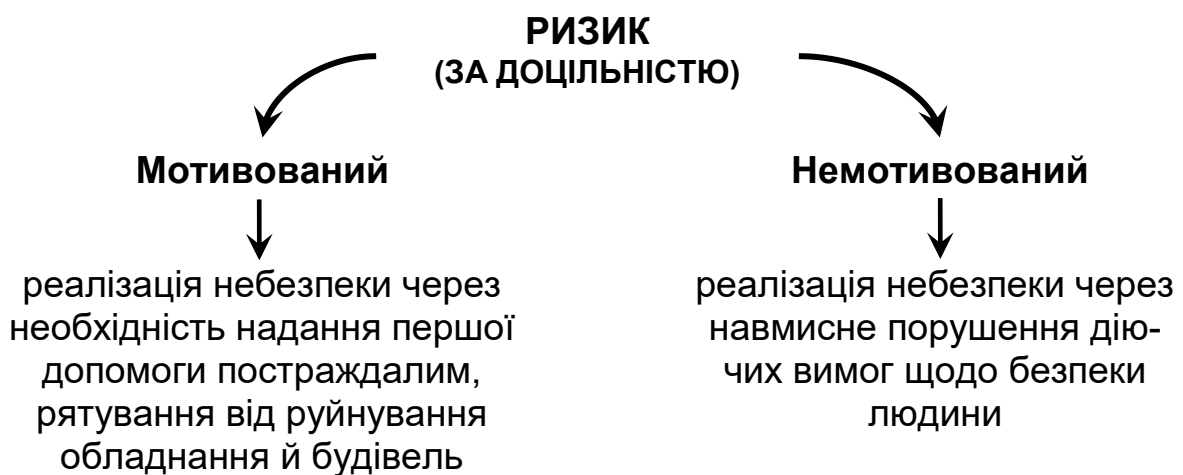 РИЗИК
(ЗА ДОЦІЛЬНІСТЮ)
Мотивований
реалізація небезпеки через
необхідність надання першої
допомоги постраждалим,
рятування від руйнування
обладнання й будівель
Немотивований
реалізація небезпеки через
навмисне порушення дію-
чих вимог щодо безпеки
людини